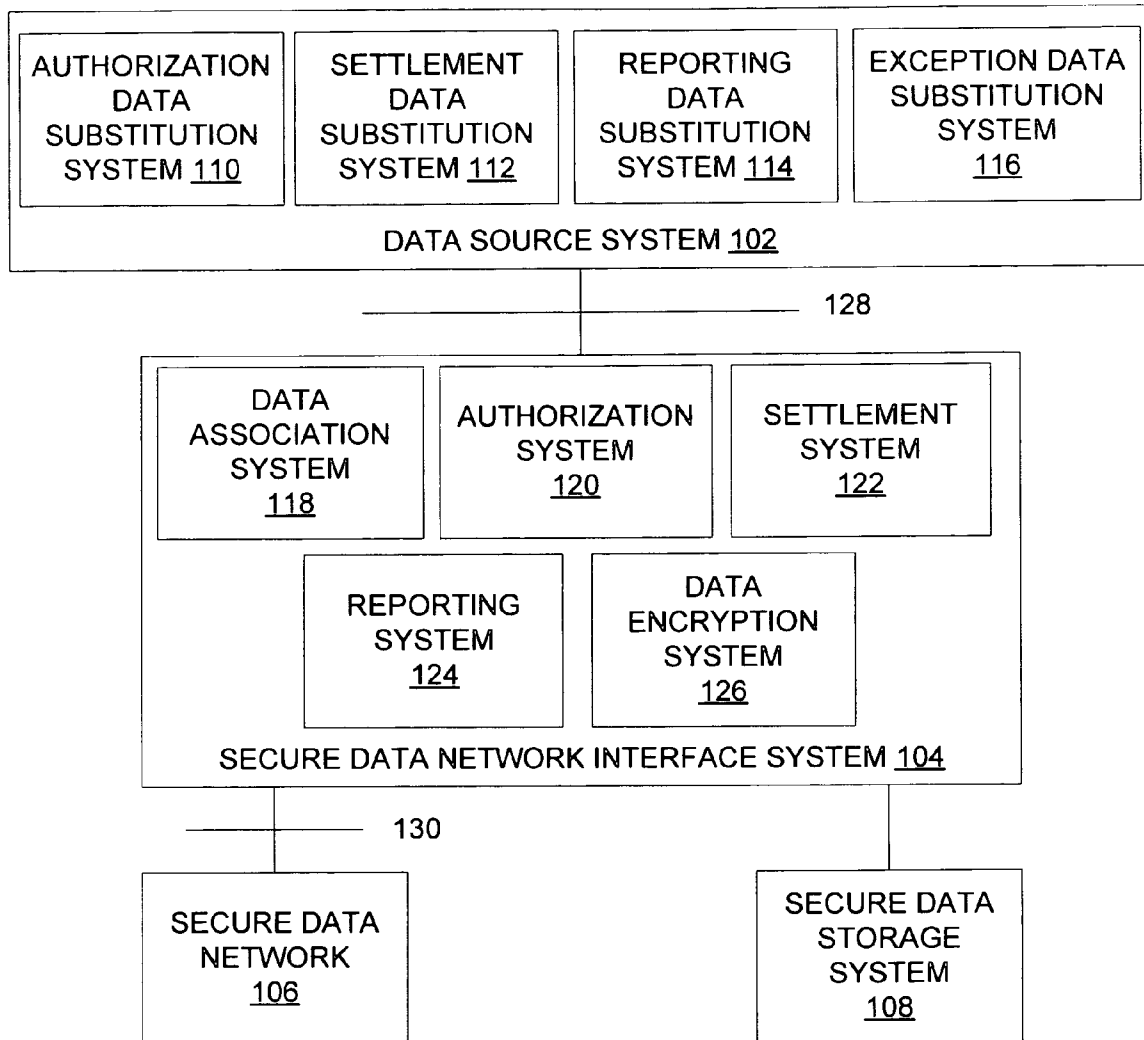 AUTHORIZATION
DATA
SUBSTITUTION
SYSTEM 110
SETTLEMENT
DATA
SUBSTITUTION
SYSTEM 112
REPORTING
DATA
SUBSTITUTION
SYSTEM 114
EXCEPTION DATA
SUBSTITUTION
SYSTEM
116
DATA SOURCE SYSTEM 102
128
DATA
ASSOCIATION
SYSTEM
118
AUTHORIZATION
SYSTEM
120
SETTLEMENT
SYSTEM
122
REPORTING
SYSTEM
124
DATA
ENCRYPTION
SYSTEM
126
SECURE DATA NETWORK INTERFACE SYSTEM 104
130
SECURE DATA
NETWORK
106
SECURE DATA
STORAGE
SYSTEM
108